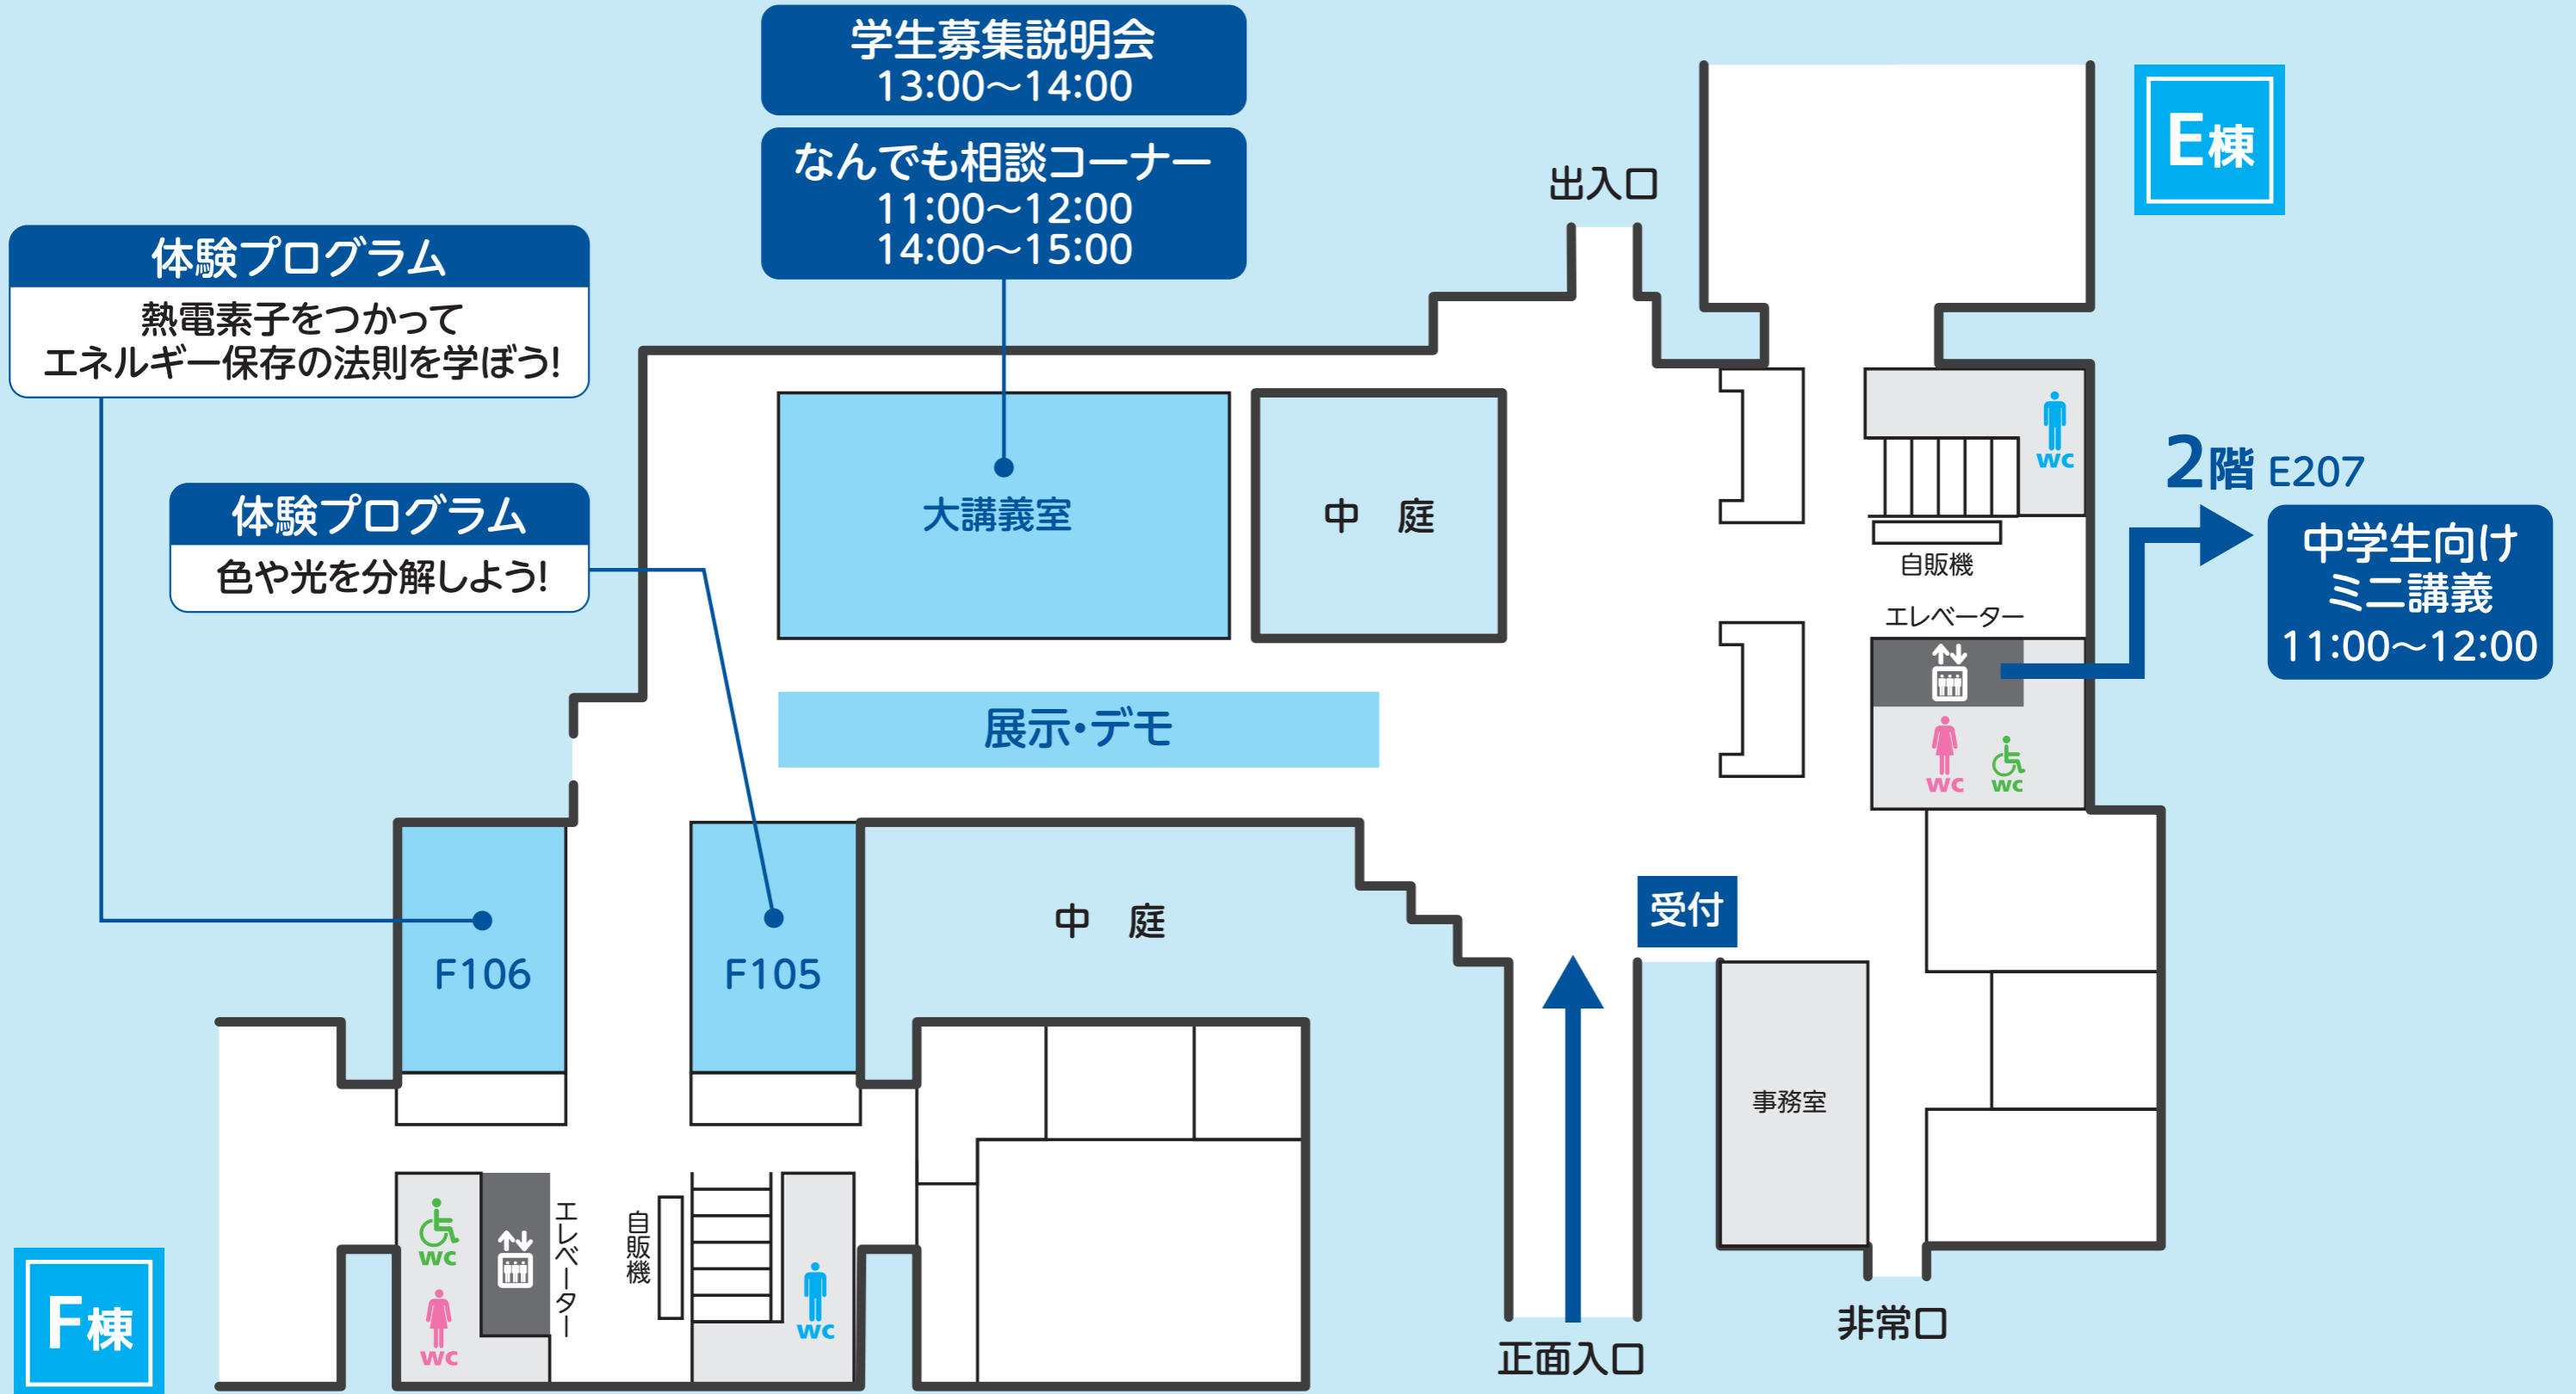 学生募集説明会
13:00〜14:00
なんでも相談コーナー
11:00〜12:00
14:00〜15:00
E棟
出入口
体験プログラム
熱電素子をつかって
エネルギー保存の法則を学ぼう!
体験プログラム
色や光を分解しよう!
大講義室
中 庭
wc
2階 E207
中学生向け
ミニ講義
11:00〜12:00
自販機
エレベーター
wc
wc
展示・デモ
F106
F105
中 庭
受付
事務室
wc
wc
エレベーター
自販機
wc
F棟
正面入口
非常口